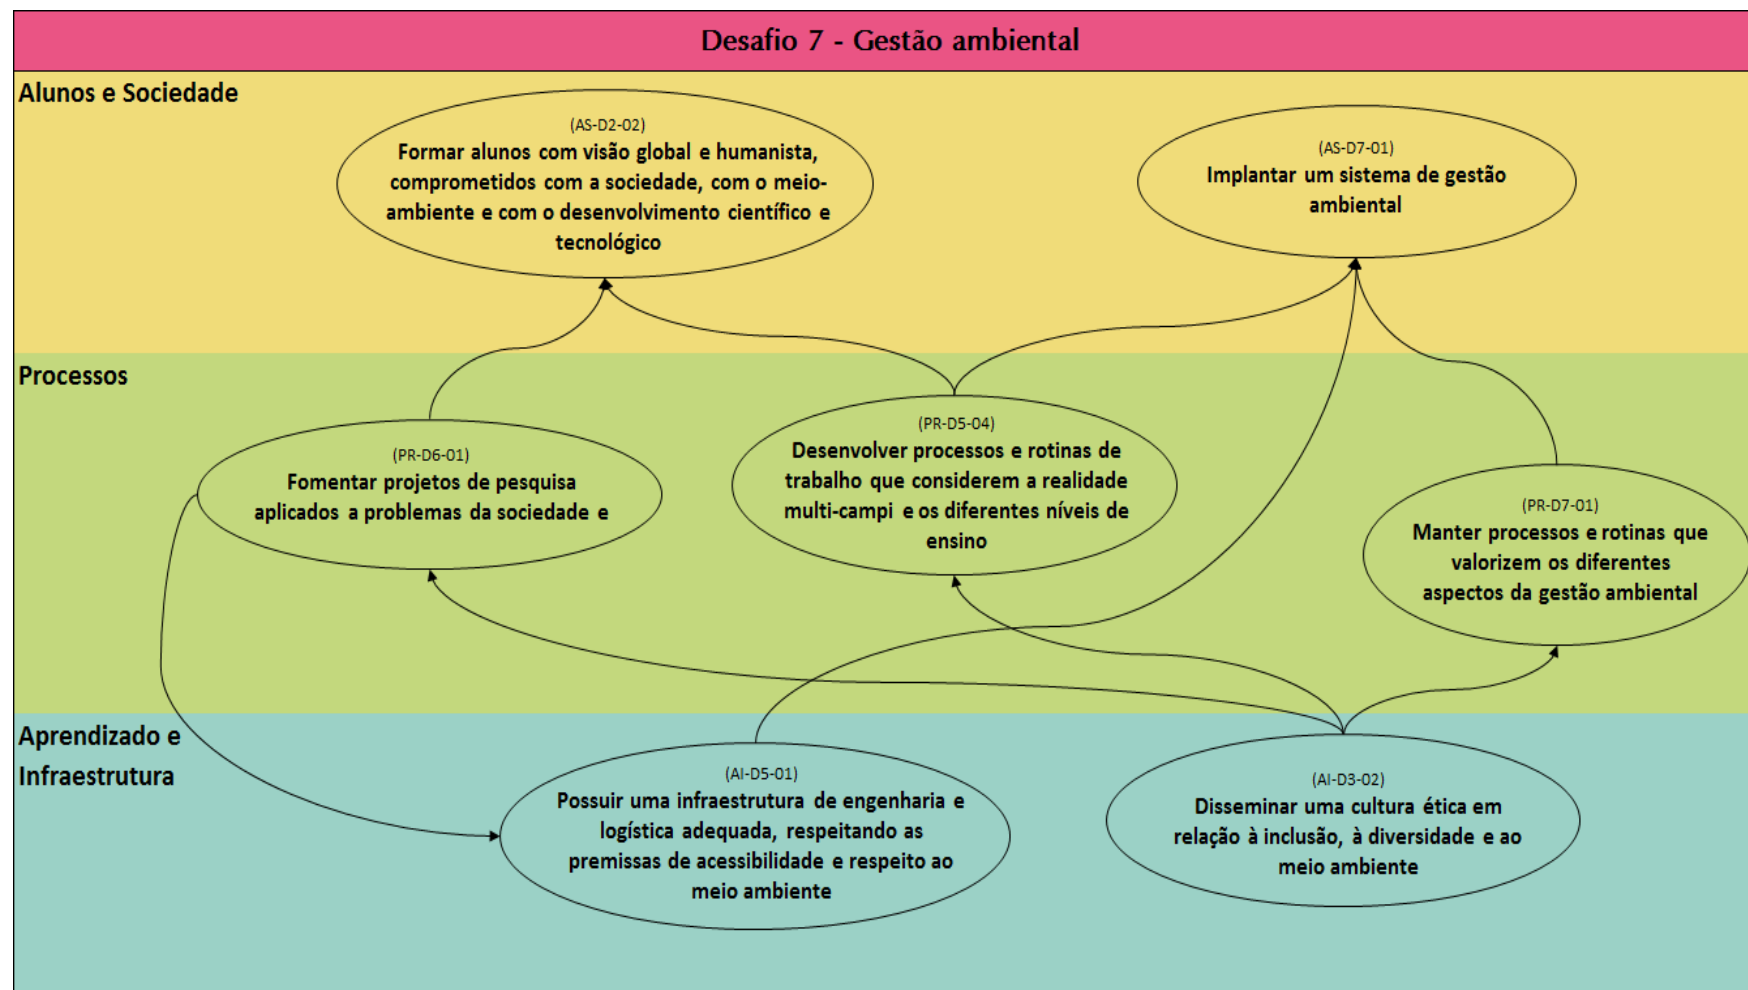 Desafio 7 - Gestão ambiental
Alunos e Sociedade
(AS-D2-02)
Formar alunos com visão global e humanista,
comprometidos com a sociedade, com o meio-
ambiente e com o desenvolvimento científico e
tecnológico
(AS-D7-01)
Implantar um sistema de gestão
ambiental
Processos
(PR-D6-01)
Fomentar projetos de pesquisa
aplicados a problemas da sociedade e
(PR-D5-04)
Desenvolver processos e rotinas de
trabalho que considerem a realidade
multi-campi e os diferentes níveis de
ensino
(PR-D7-01)
Manter processos e rotinas que
valorizem os diferentes
aspectos da gestão ambiental
Aprendizado e
Infraestrutura
(AI-D5-01)
Possuir uma infraestrutura de engenharia e
logística adequada, respeitando as
premissas de acessibilidade e respeito ao
meio ambiente
(AI-D3-02)
Disseminar uma cultura ética em
relação à inclusão, à diversidade e ao
meio ambiente